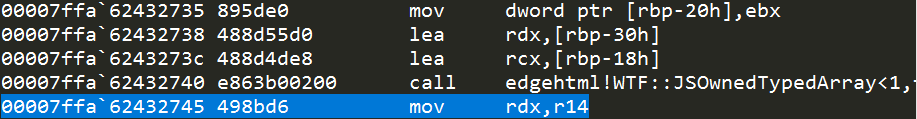 00007ffa`62432735 895de0 mov dword ptr [rbp-20h],ebx
00007ffa`62432738 488d55d0 lea rdx,[rbp-30h]
00007ffa`6243273c 488d4de8 lea rcx,[rbp-18h]
00007ffa`62432740 e863b00200 call edgehtml!WTF::JSOwnedTypedArray<1,
00007ffa`62432745 498bd6 mov rdx,r14